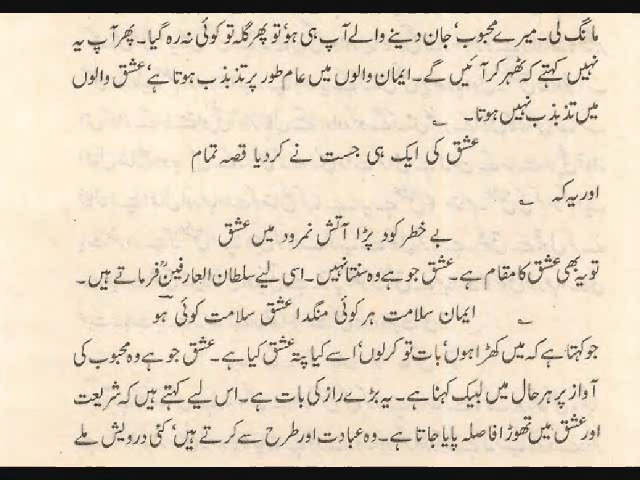 مانگ لی۔ میرے محبوب‘ جان دینے والے آپ ہی ہو‘ تو پھر گلہ تو کوئی نہ رہ گیا۔ پھر آپ یہ
نہیں کہتے کہ ٹھہر کر آئیں گے۔ ایمان والوں میں عام طور پر تذبذب ہوتا ہے‘ عشق والوں
میں تذبذب نہیں ہوتا۔ ؎
عشق کی ایک ہی جست نے کر دیا قصہ تمام
اور یہ کہ ؎
بے خطر کود پڑا آتش نمرود میں عشق
تو یہ بھی عشق کا مقام ہے۔ عشق جو ہے وہ سنتا نہیں۔ اسی لیے سلطان العارفینؒ فرماتے ہیں۔
؎ ایمان سلامت ہر کوئی منگدا عشق سلامت کوئی ھو
جو کہتا ہے کہ میں کھڑا ہوں‘ بات تو کر لوں‘ اسے کیا پتہ عشق کیا ہے۔ عشق جو ہے وہ محبوب کی
آواز پر ہر حال میں لبیک کہنا ہے۔ یہ بڑے راز کی بات ہے۔ اس لیے کہتے ہیں کہ شریعت
اور عشق میں تھوڑا فاصلہ پایا جاتا ہے۔ وہ عبادت اور طرح سے کرتے ہیں‘ کئی درویش ملے